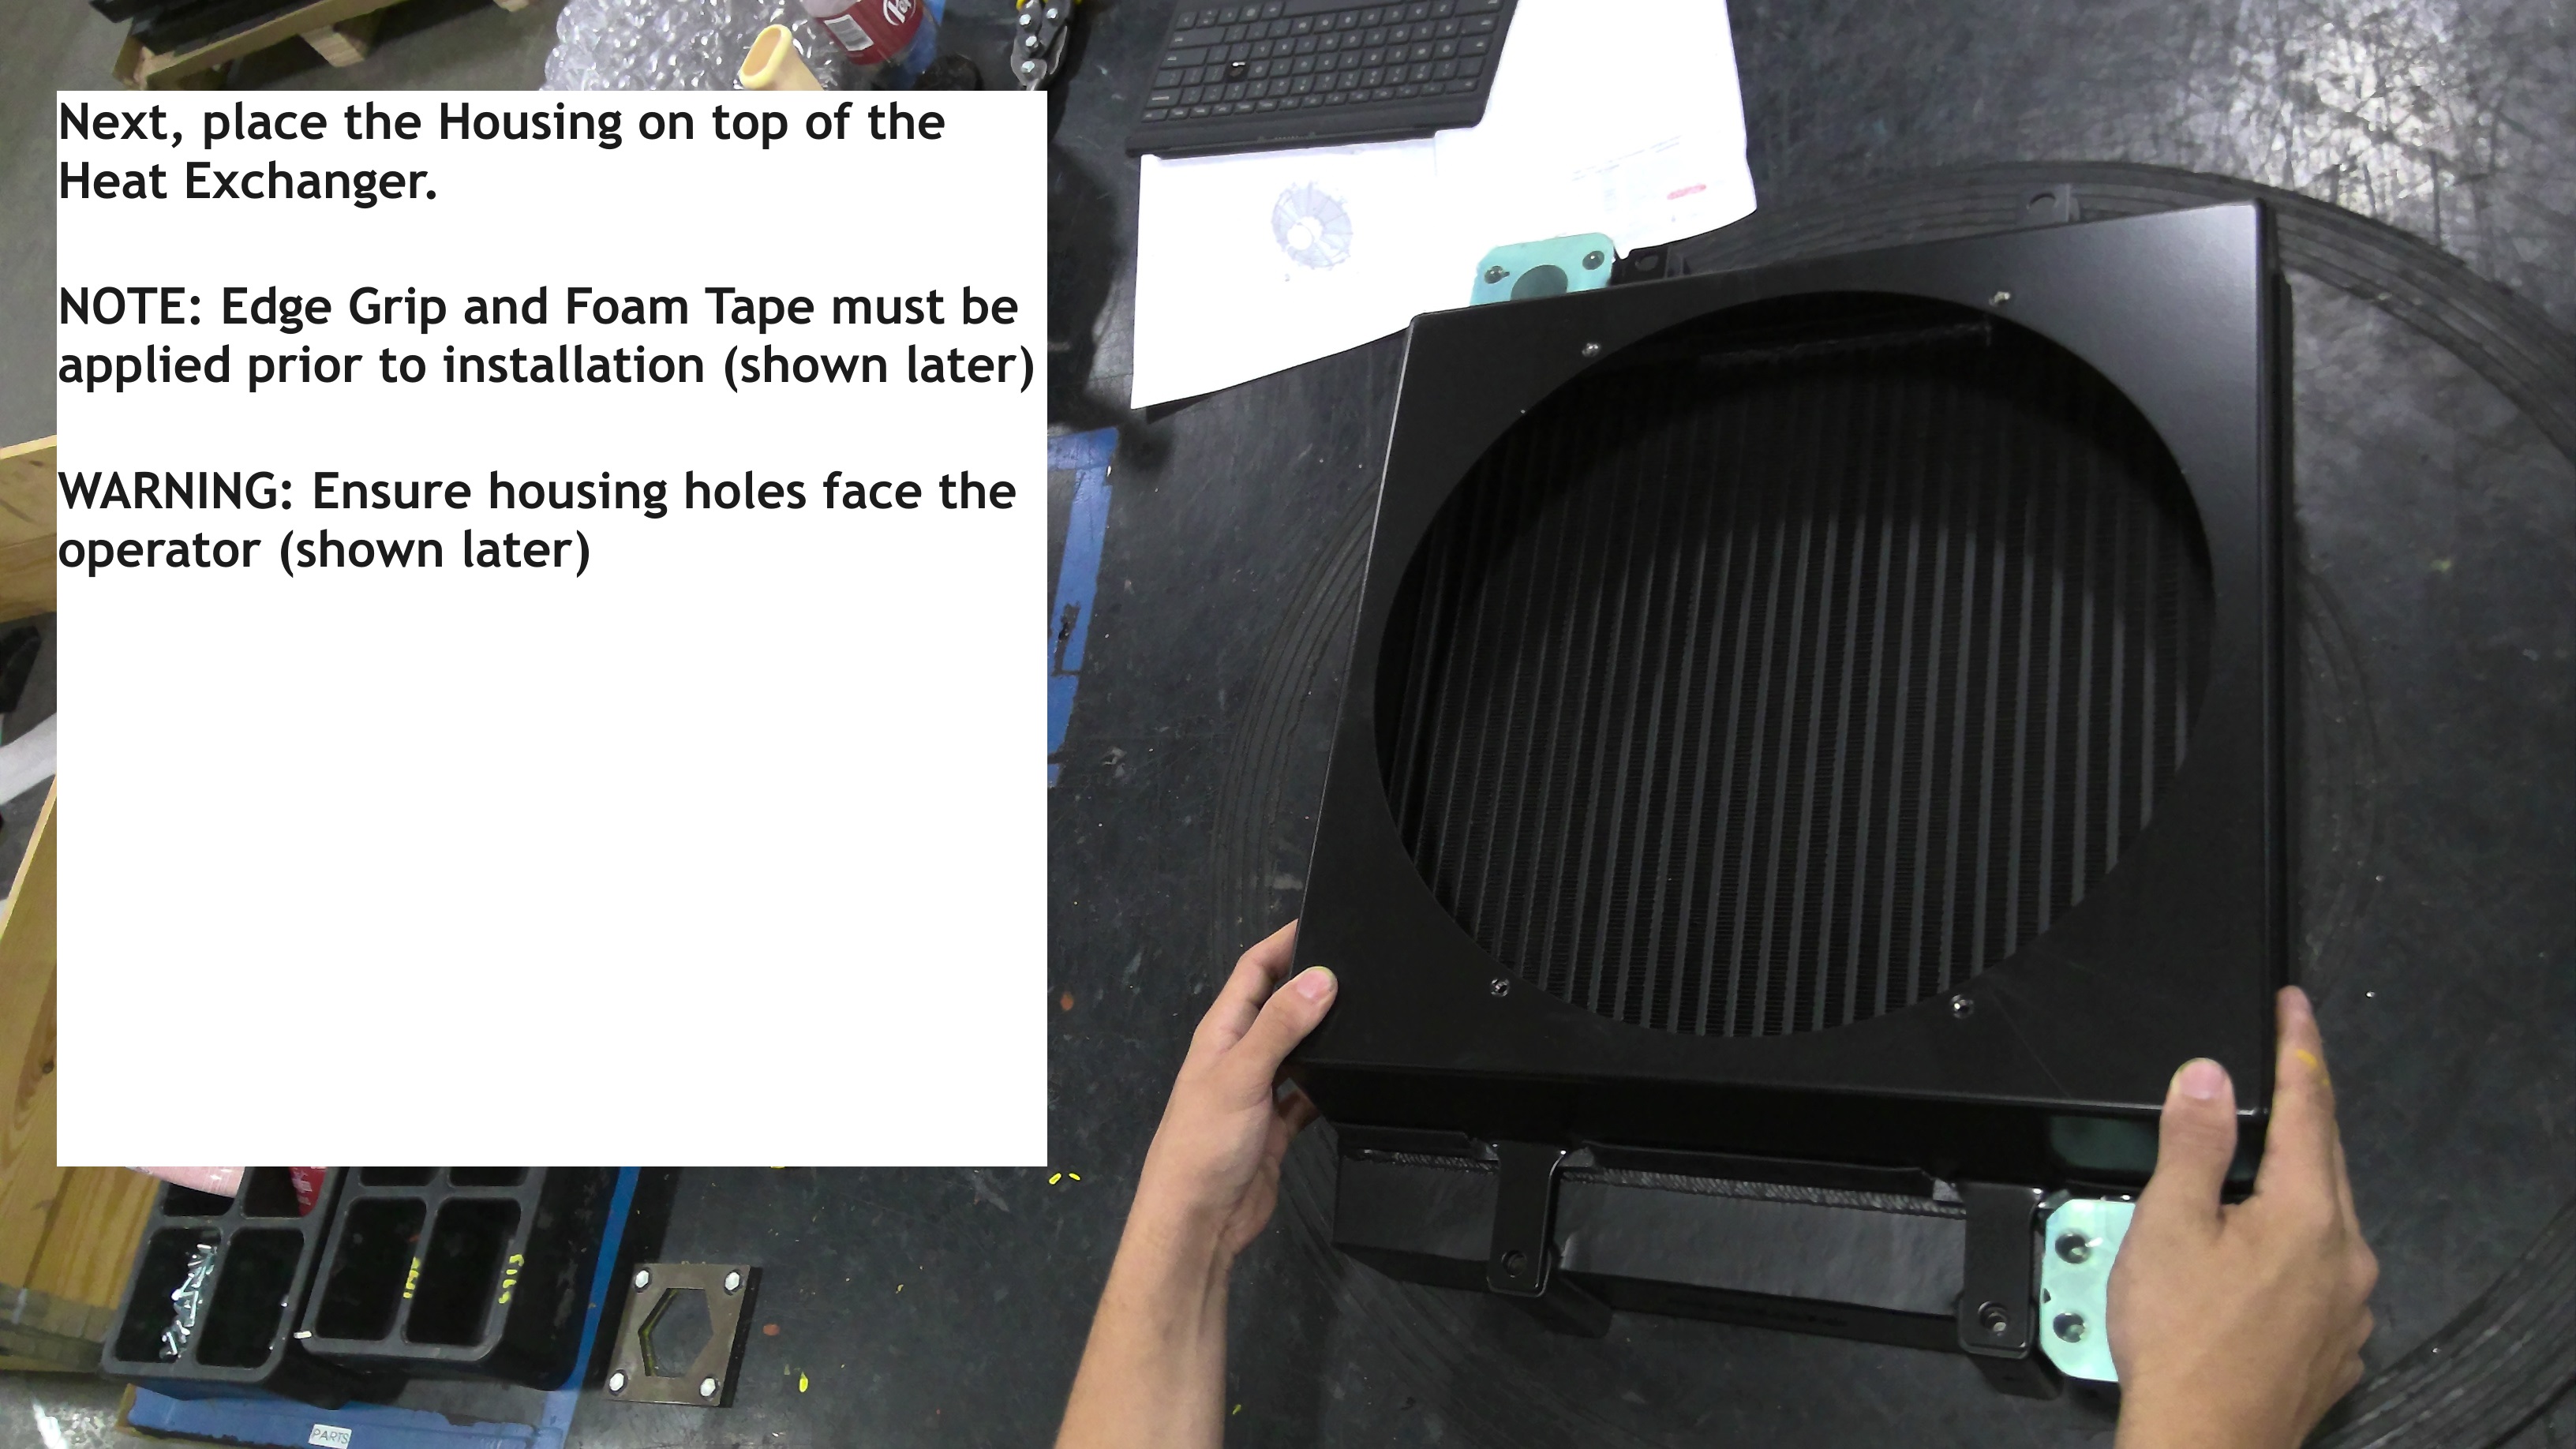 Next, place the Housing on top of the
Heat Exchanger.
NOTE: Edge Grip and Foam Tape must be
applied prior to installation (shown later)
WARNING: Ensure housing holes face the
operator (shown later)
PARTS